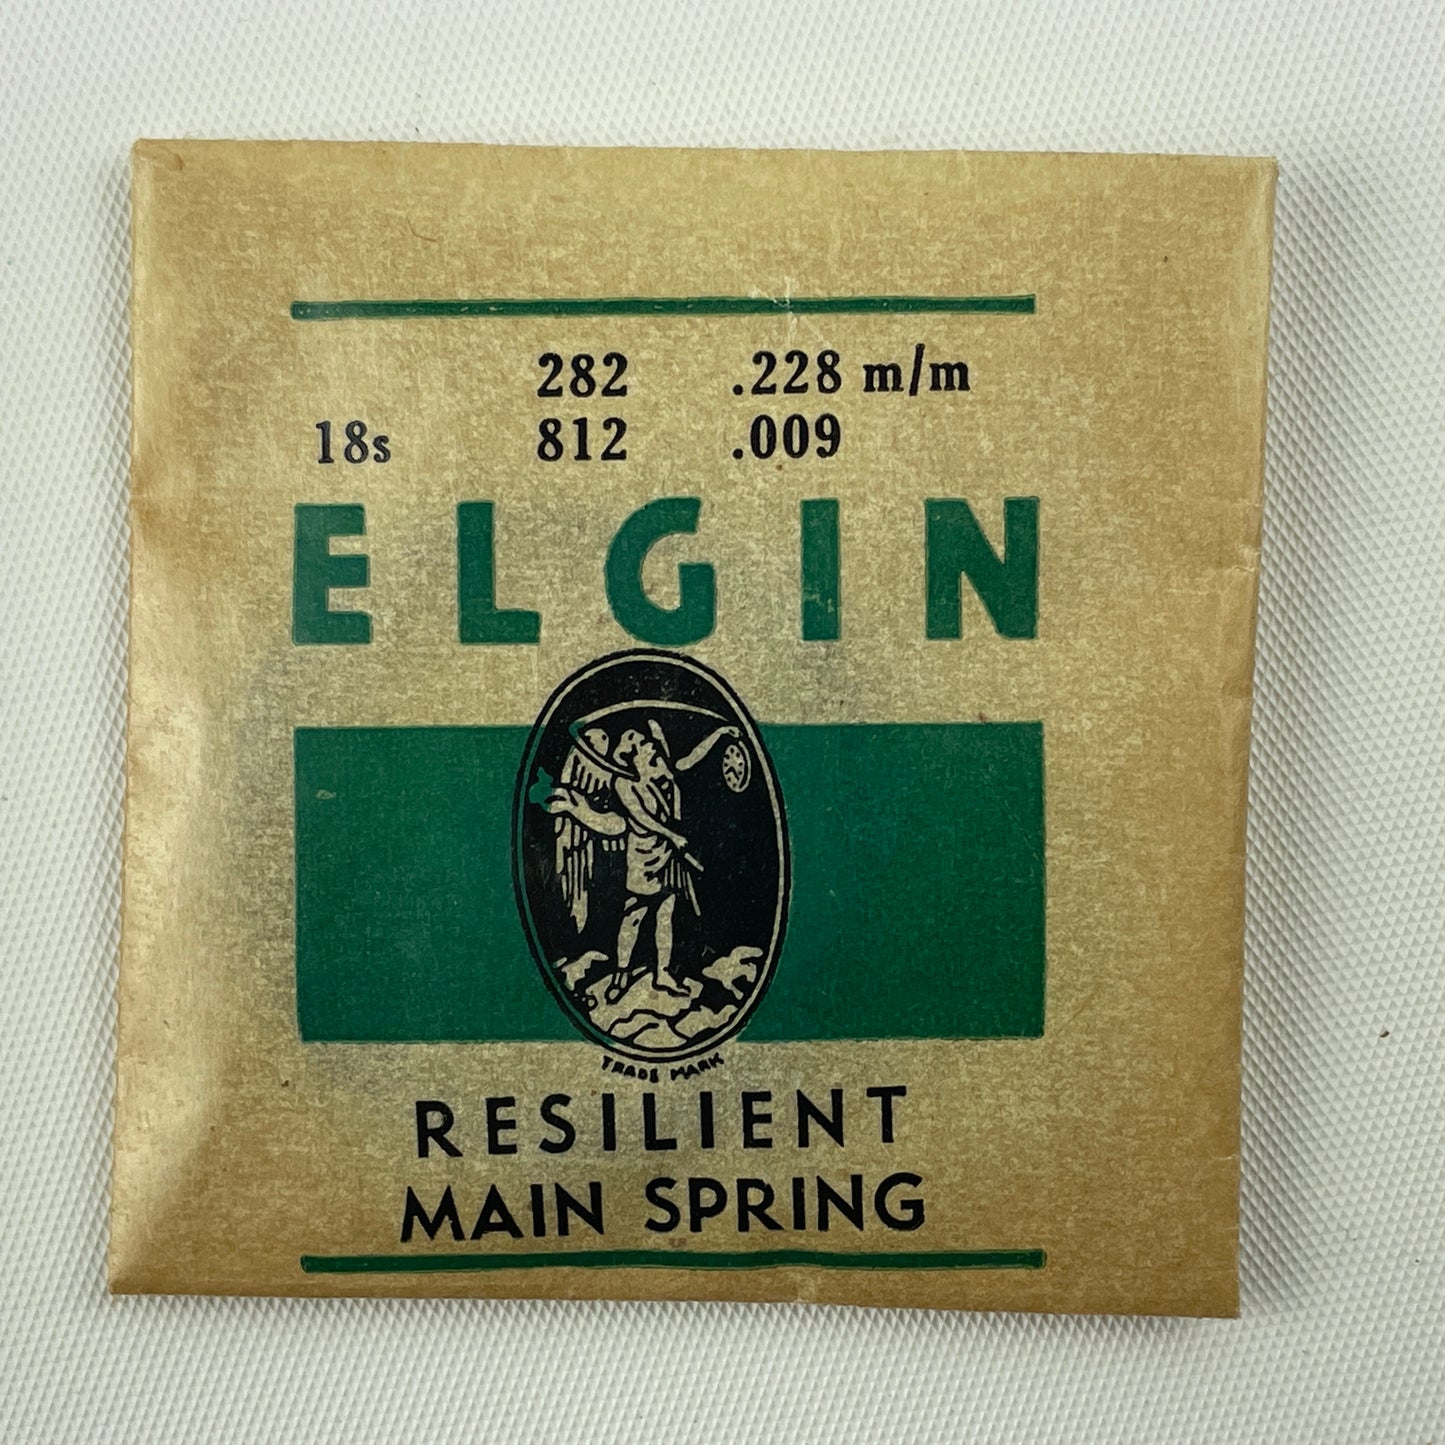 282 .228 m/m
18s 812 .009
ELGIN
TRADE MARK
RESILIENT
MAIN SPRING